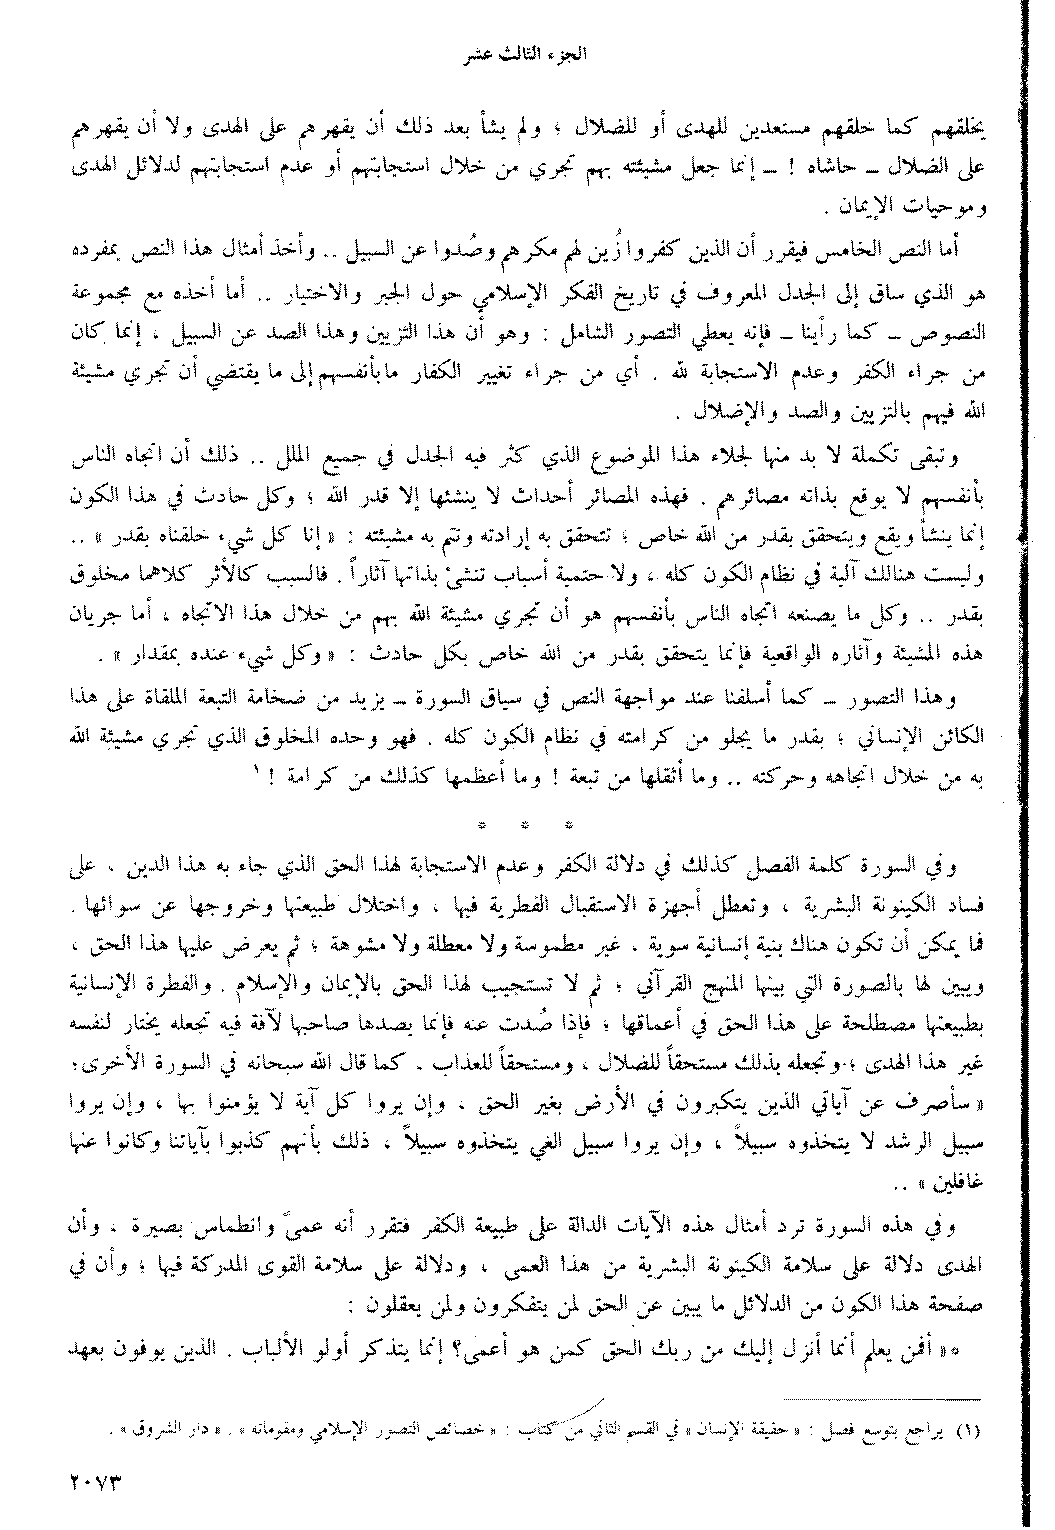 الجزء الثالث عشر
يخلقهم كما خلقهم مستعدين للهدى أو للضلال ؛ ولم يشأ بعد ذلك أن يقهرهم على الهدى ولا أن يقهرهم
على الضلال ــ حاشاه ! ــ إنما جعل مشيئته بهم تجري من خلال استجابتهم أو عدم استجابتهم لدلائل الهدى
وموحيات الإيمان .
أما النص الخامس فيقرر أن الذين كفروا زُين لهم مكرهم وصُدوا عن السبيل .. وأخذ أمثال هذا النص بمفرده
هو الذي ساق إلى الجدل المعروف في تاريخ الفكر الإسلامي حول الجبر والاختيار .. أما أخذه مع مجموعة
النصوص ــ كما رأينا ــ فإنه يعطي التصور الشامل : وهو أن هذا التزيين وهذا الصد عن السبيل ، إنما كان
من جراء الكفر وعدم الاستجابة لله . أي من جراء تغيير الكفار ما بأنفسهم إلى ما يقتضي أن تجري مشيئة
الله فيهم بالتزيين والصد والإضلال .
وتبقى تكملة لا بد منها لجلاء هذا الموضوع الذي كثر فيه الجدل في جميع الملل .. ذلك أن اتجاه الناس
بأنفسهم لا يوقع بذاته مصائرهم . فهذه المصائر أحداث لا ينشئها إلا قدر الله ؛ وكل حادث في هذا الكون
إنما ينشأ ويقع ويتحقق بقدر من الله خاص ؛ تتحقق به إرادته وتتم به مشيئته : « إنا كل شيء خلقناه بقدر » ..
وليست هنالك آلية في نظام الكون كله ، ولا حتمية أسباب تنشئ بذاتها آثاراً . فالسبب كالأثر كلاهما مخلوق
بقدر .. وكل ما يصنعه اتجاه الناس بأنفسهم هو أن تجري مشيئة الله بهم من خلال هذا الاتجاه ، أما جريان
هذه المشيئة وآثاره الواقعية فإنما يتحقق بقدر من الله خاص بكل حادث : « وكل شيء عنده بمقدار » .
وهذا التصور ــ كما أسلفنا عند مواجهة النص في سياق السورة ــ يزيد من ضخامة التبعة الملقاة على هذا
الكائن الإنساني ؛ بقدر ما يجلو من كرامته في نظام الكون كله . فهو وحده المخلوق الذي تجري مشيئة الله
به من خلال اتجاهه وحركته .. وما أثقلها من تبعة ! وما أعظمها كذلك من كرامة ! ١
* * *
وفي السورة كلمة الفصل كذلك في دلالة الكفر وعدم الاستجابة لهذا الحق الذي جاء به هذا الدين ، على
فساد الكينونة البشرية ، وتعطل أجهزة الاستقبال الفطرية فيها ، واختلال طبيعتها وخروجها عن سوائها .
فما يمكن أن تكون هناك بنية إنسانية سوية ، غير مطموسة ولا معطلة ولا مشوهة ؛ ثم يعرض عليها هذا الحق ،
ويبين لها بالصورة التي بينها المنهج القرآني ؛ ثم لا تستجيب لهذا الحق بالإيمان والإسلام . والفطرة الإنسانية
بطبيعتها مصطلحة على هذا الحق في أعماقها ؛ فإذا صُدت عنه فإنما يصدها صاحبها لآفة فيه تجعله يختار لنفسه
غير هذا الهدى ؛ وتجعله بذلك مستحقاً للضلال ، ومستحقاً للعذاب . كما قال الله سبحانه في السورة الأخرى؛
« سأصرف عن آياتي الذين يتكبرون في الأرض بغير الحق ، وإن يروا كل آية لا يؤمنوا بها ، وإن يروا
سبيل الرشد لا يتخذوه سبيلاً ، وإن يروا سبيل الغي يتخذوه سبيلاً ، ذلك بأنهم كذبوا بآياتنا وكانوا عنها
غافلين » ..
وفي هذه السورة ترد أمثال هذه الآيات الدالة على طبيعة الكفر فتقرر أنه عمىً وانطماس بصيرة ، وأن
الهدى دلالة على سلامة الكينونة البشرية من هذا العمى ، ودلالة على سلامة القوى المدركة فيها ؛ وأن في
صفحة هذا الكون من الدلائل ما يبين عن الحق لمن يتفكرون ولمن يعقلون :
* « أفمن يعلم أنما أنزل إليك من ربك الحق كمن هو أعمى؟ إنما يتذكر أولو الألباب . الذين يوفون بعهد
(١) يراجع بتوسع فصل : « حقيقة الإنسان » في القسم الثاني من كتاب : « خصائص التصور الإسلامي ومقوماته » . « دار الشروق » .
٢٠٧٣